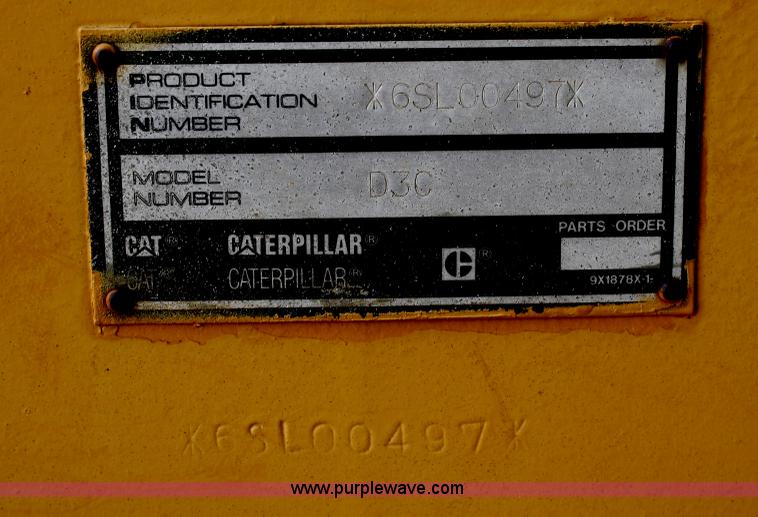 PRODUCT
IDENTIFICATION
NUMBER
*6SL00497*
MODEL
NUMBER
D3C
PARTS ORDER
CAT® CATERPILLAR® C®
CAT® CATERPILLAR®
9X1878X-1-
*6SL00497*
www.purplewave.com